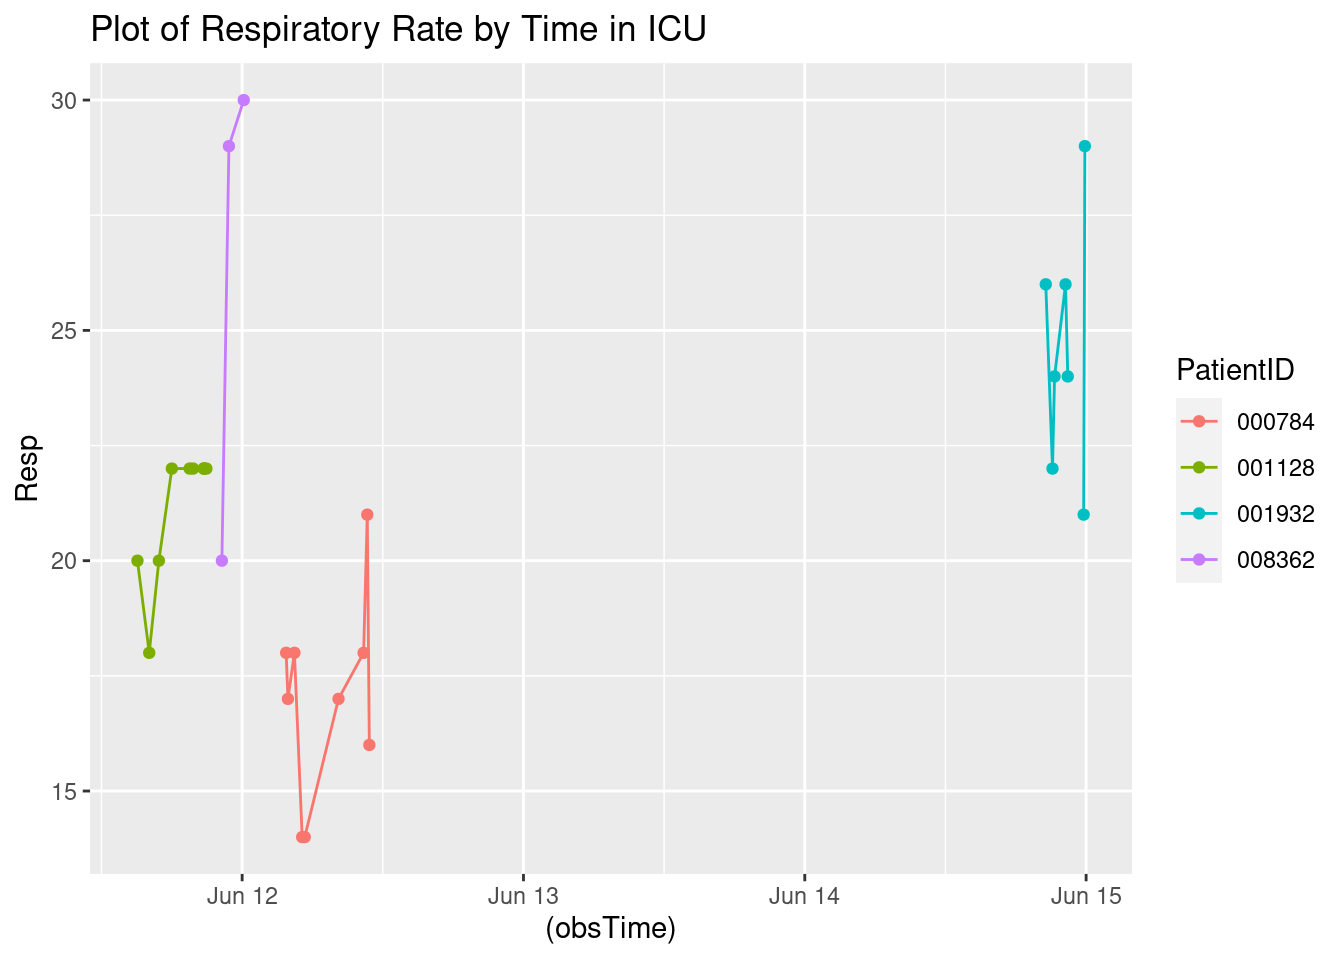 Plot of Respiratory Rate by Time in ICU
30
25
20
15
Resp
Jun 12
Jun 13
Jun 14
Jun 15
(obsTime)
PatientID
000784
001128
001932
008362